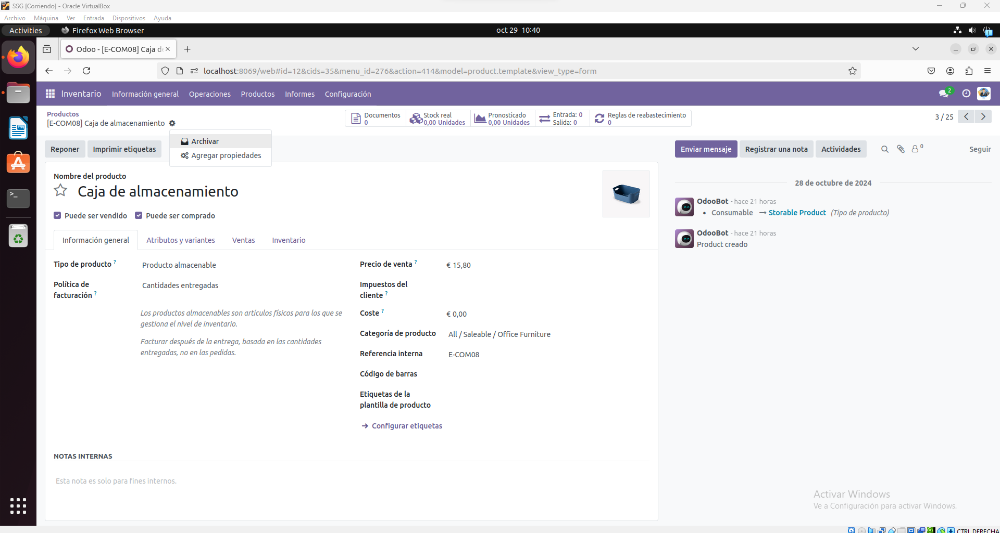 SSG [Corriendo] - Oracle VirtualBox
Archivo Máquina Ver Entrada Dispositivos Ayuda
Activities Firefox Web Browser oct 29 10:40
Odoo - [E-COM08] Caja d
localhost:8069/web#id=12&cids=35&menu_id=276&action=414&model=product.template&view_type=form
Inventario Información general Operaciones Productos Informes Configuración 2
Productos
[E-COM08] Caja de almacenamiento
Documentos
0
Stock real
0,00 Unidades
Pronosticado
0,00 Unidades
Entrada: 0
Salida: 0
Reglas de reabastecimiento
0
3 / 25
Archivar
Agregar propiedades
Reponer Imprimir etiquetas
Enviar mensaje Registrar una nota Actividades 0 Seguir
Nombre del producto
Caja de almacenamiento
Puede ser vendido Puede ser comprado
Información general Atributos y variantes Ventas Inventario
Tipo de producto ? Producto almacenable
Política de
facturación ?
Cantidades entregadas
Los productos almacenables son artículos físicos para los que se
gestiona el nivel de inventario.
Facturar después de la entrega, basada en las cantidades
entregadas, no en las pedidas.
Precio de venta ? € 15,80
Impuestos del
cliente ?
Coste ? € 0,00
Categoría de producto All / Saleable / Office Furniture
Referencia interna E-COM08
Código de barras
Etiquetas de la
plantilla de producto
→ Configurar etiquetas
NOTAS INTERNAS
Esta nota es solo para fines internos.
28 de octubre de 2024
OdooBot - hace 21 horas
• Consumable → Storable Product (Tipo de producto)
OdooBot - hace 21 horas
Product creado
Activar Windows
Ve a Configuración para activar Windows.
CTRL DERECHA